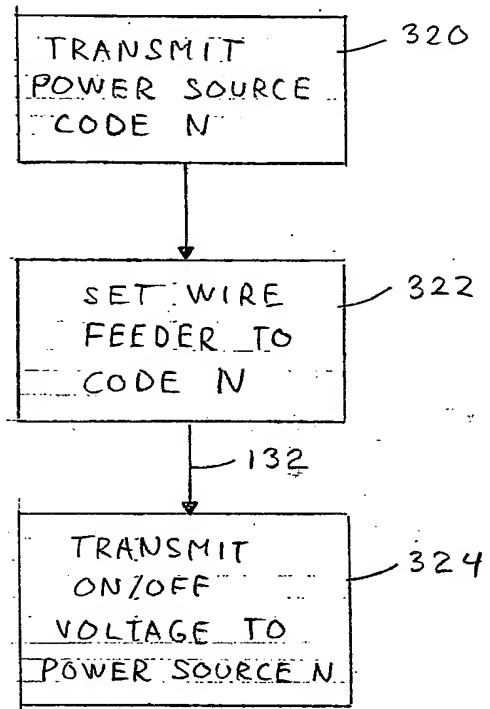 TRANSMIT
POWER SOURCE
CODE N
320
SET WIRE
FEEDER TO
CODE N
322
132
TRANSMIT
ON/OFF
VOLTAGE TO
POWER SOURCE N
324